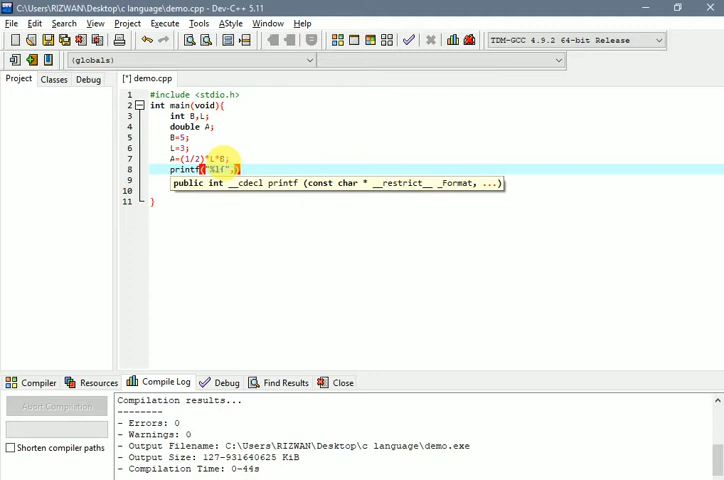 C:\Users\RIZWAN\Desktop\c language\demo.cpp - Dev-C++ 5.11
File Edit Search View Project Execute Tools AStyle Window Help
TDM-GCC 4.9.2 64-bit Release
(globals)
Project Classes Debug [*] demo.cpp
1 #include <stdio.h>
2 int main(void){
3 int B,L;
4 double A;
5 B=5;
6 L=3;
7 A=(1/2)*L*B;
8 printf("%lf",)
9 public int __cdecl printf (const char * __restrict__ _Format, ...)
10
11 }
Compiler Resources Compile Log Debug Find Results Close
Abort Compilation
Shorten compiler paths
Compilation results...
--------
- Errors: 0
- Warnings: 0
- Output Filename: C:\Users\RIZWAN\Desktop\c language\demo.exe
- Output Size: 127-931640625 KiB
- Compilation Time: 0-44s